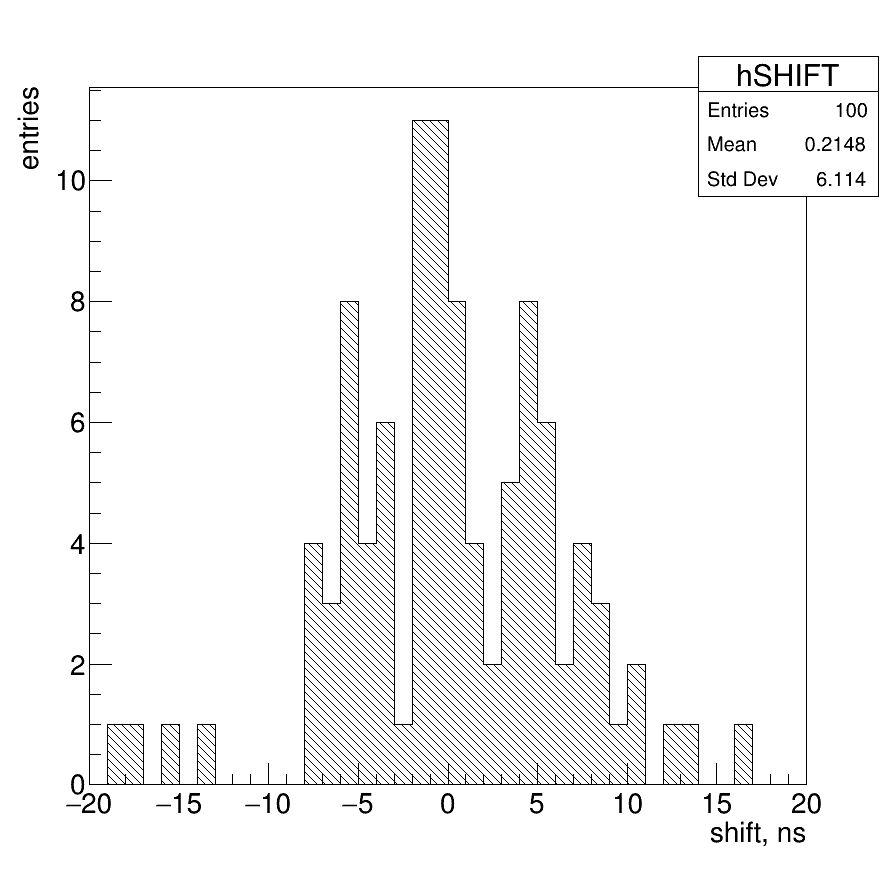 hSHIFT
Entries 100
Mean 0.2148
Std Dev 6.114
entries
10
8
6
4
2
0
−20 −15 −10 −5 0 5 10 15 20
shift, ns